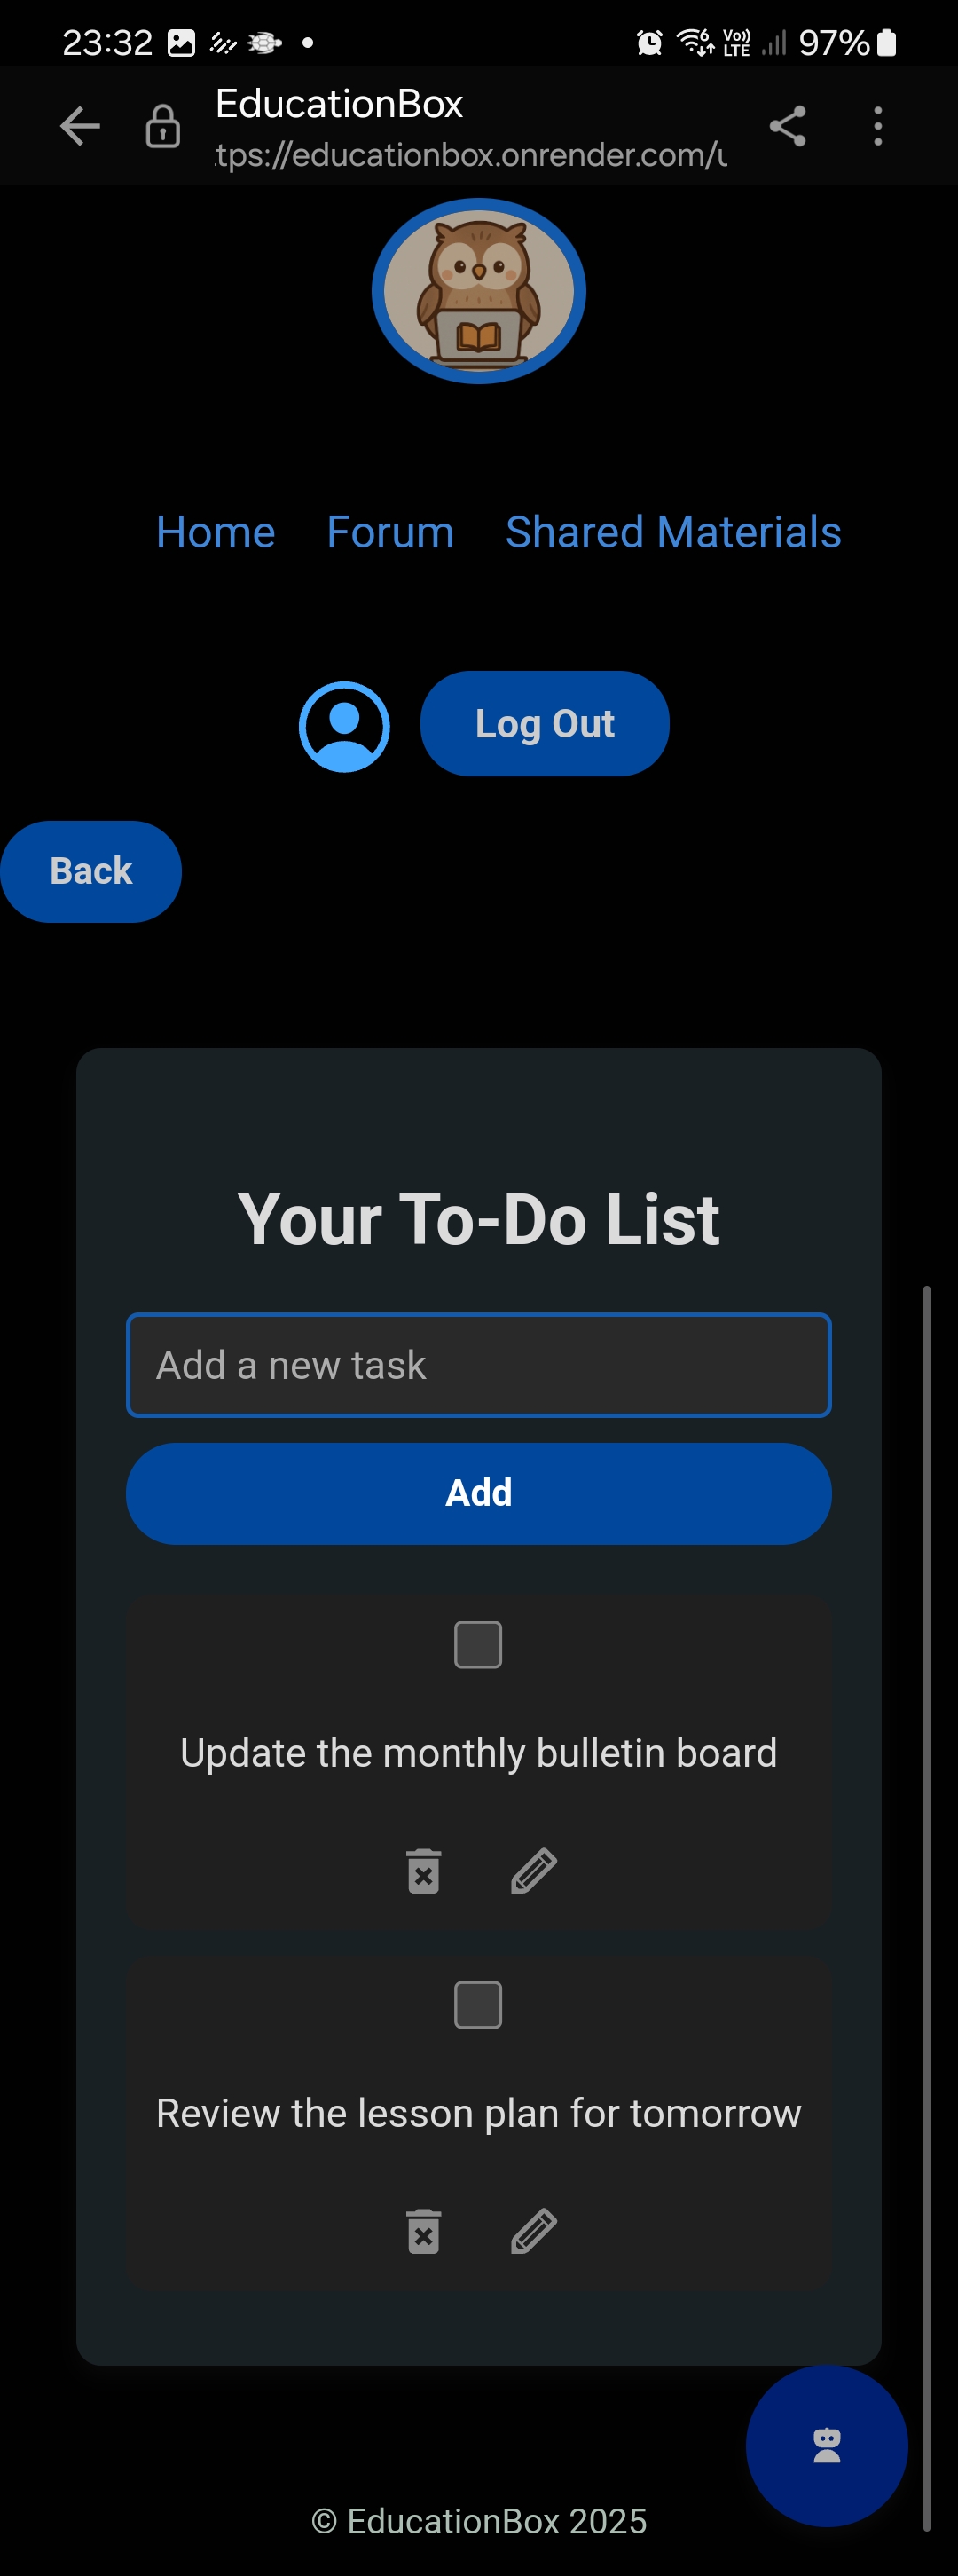 23:32 6 Vo)) LTE 97%
EducationBox
tps://educationbox.onrender.com/u
Home Forum Shared Materials
Log Out
Back
Your To-Do List
Add a new task
Add
Update the monthly bulletin board
Review the lesson plan for tomorrow
© EducationBox 2025